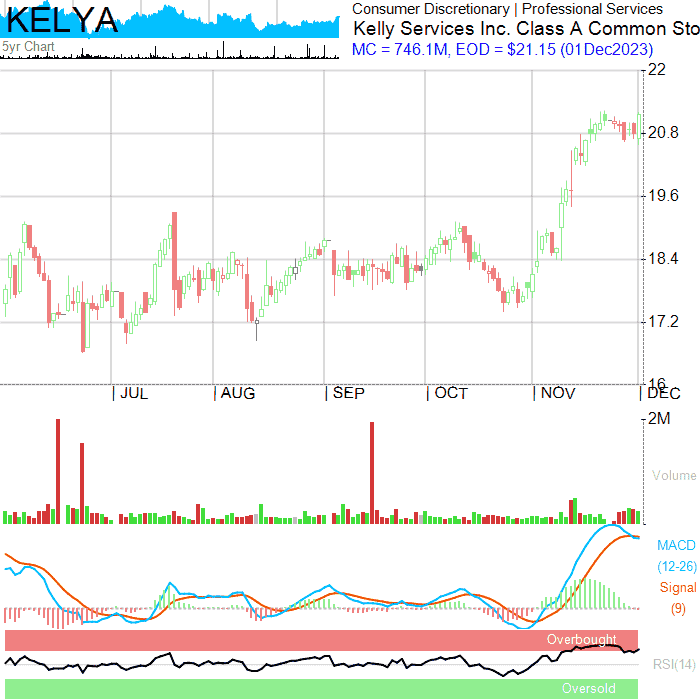 KELYA
Consumer Discretionary | Professional Services
Kelly Services Inc. Class A Common Sto
5yr Chart
MC = 746.1M, EOD = $21.15 (01Dec2023)
22
20.8
19.6
18.4
17.2
16
| JUL | AUG | SEP | OCT | NOV | DEC
2M
Volume
MACD
(12-26)
Signal
(9)
Overbought
RSI(14)
Oversold